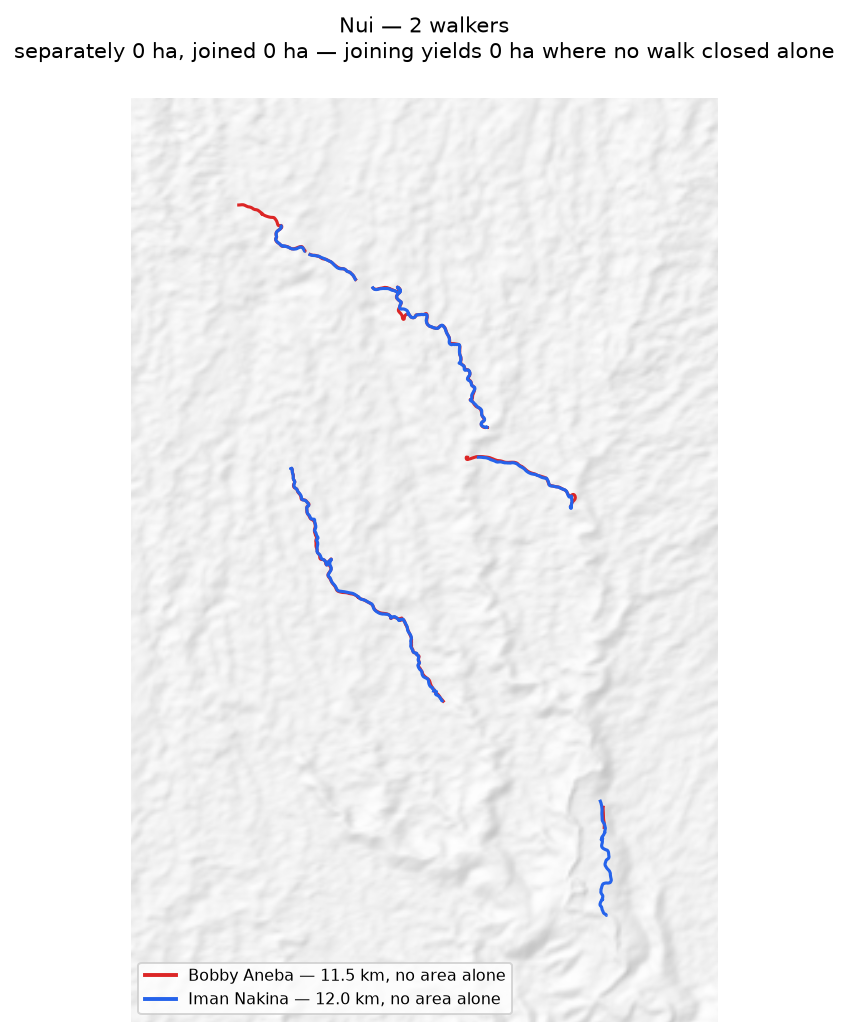 Nui — 2 walkers
separately 0 ha, joined 0 ha — joining yields 0 ha where no walk closed alone
Bobby Aneba — 11.5 km, no area alone
Iman Nakina — 12.0 km, no area alone